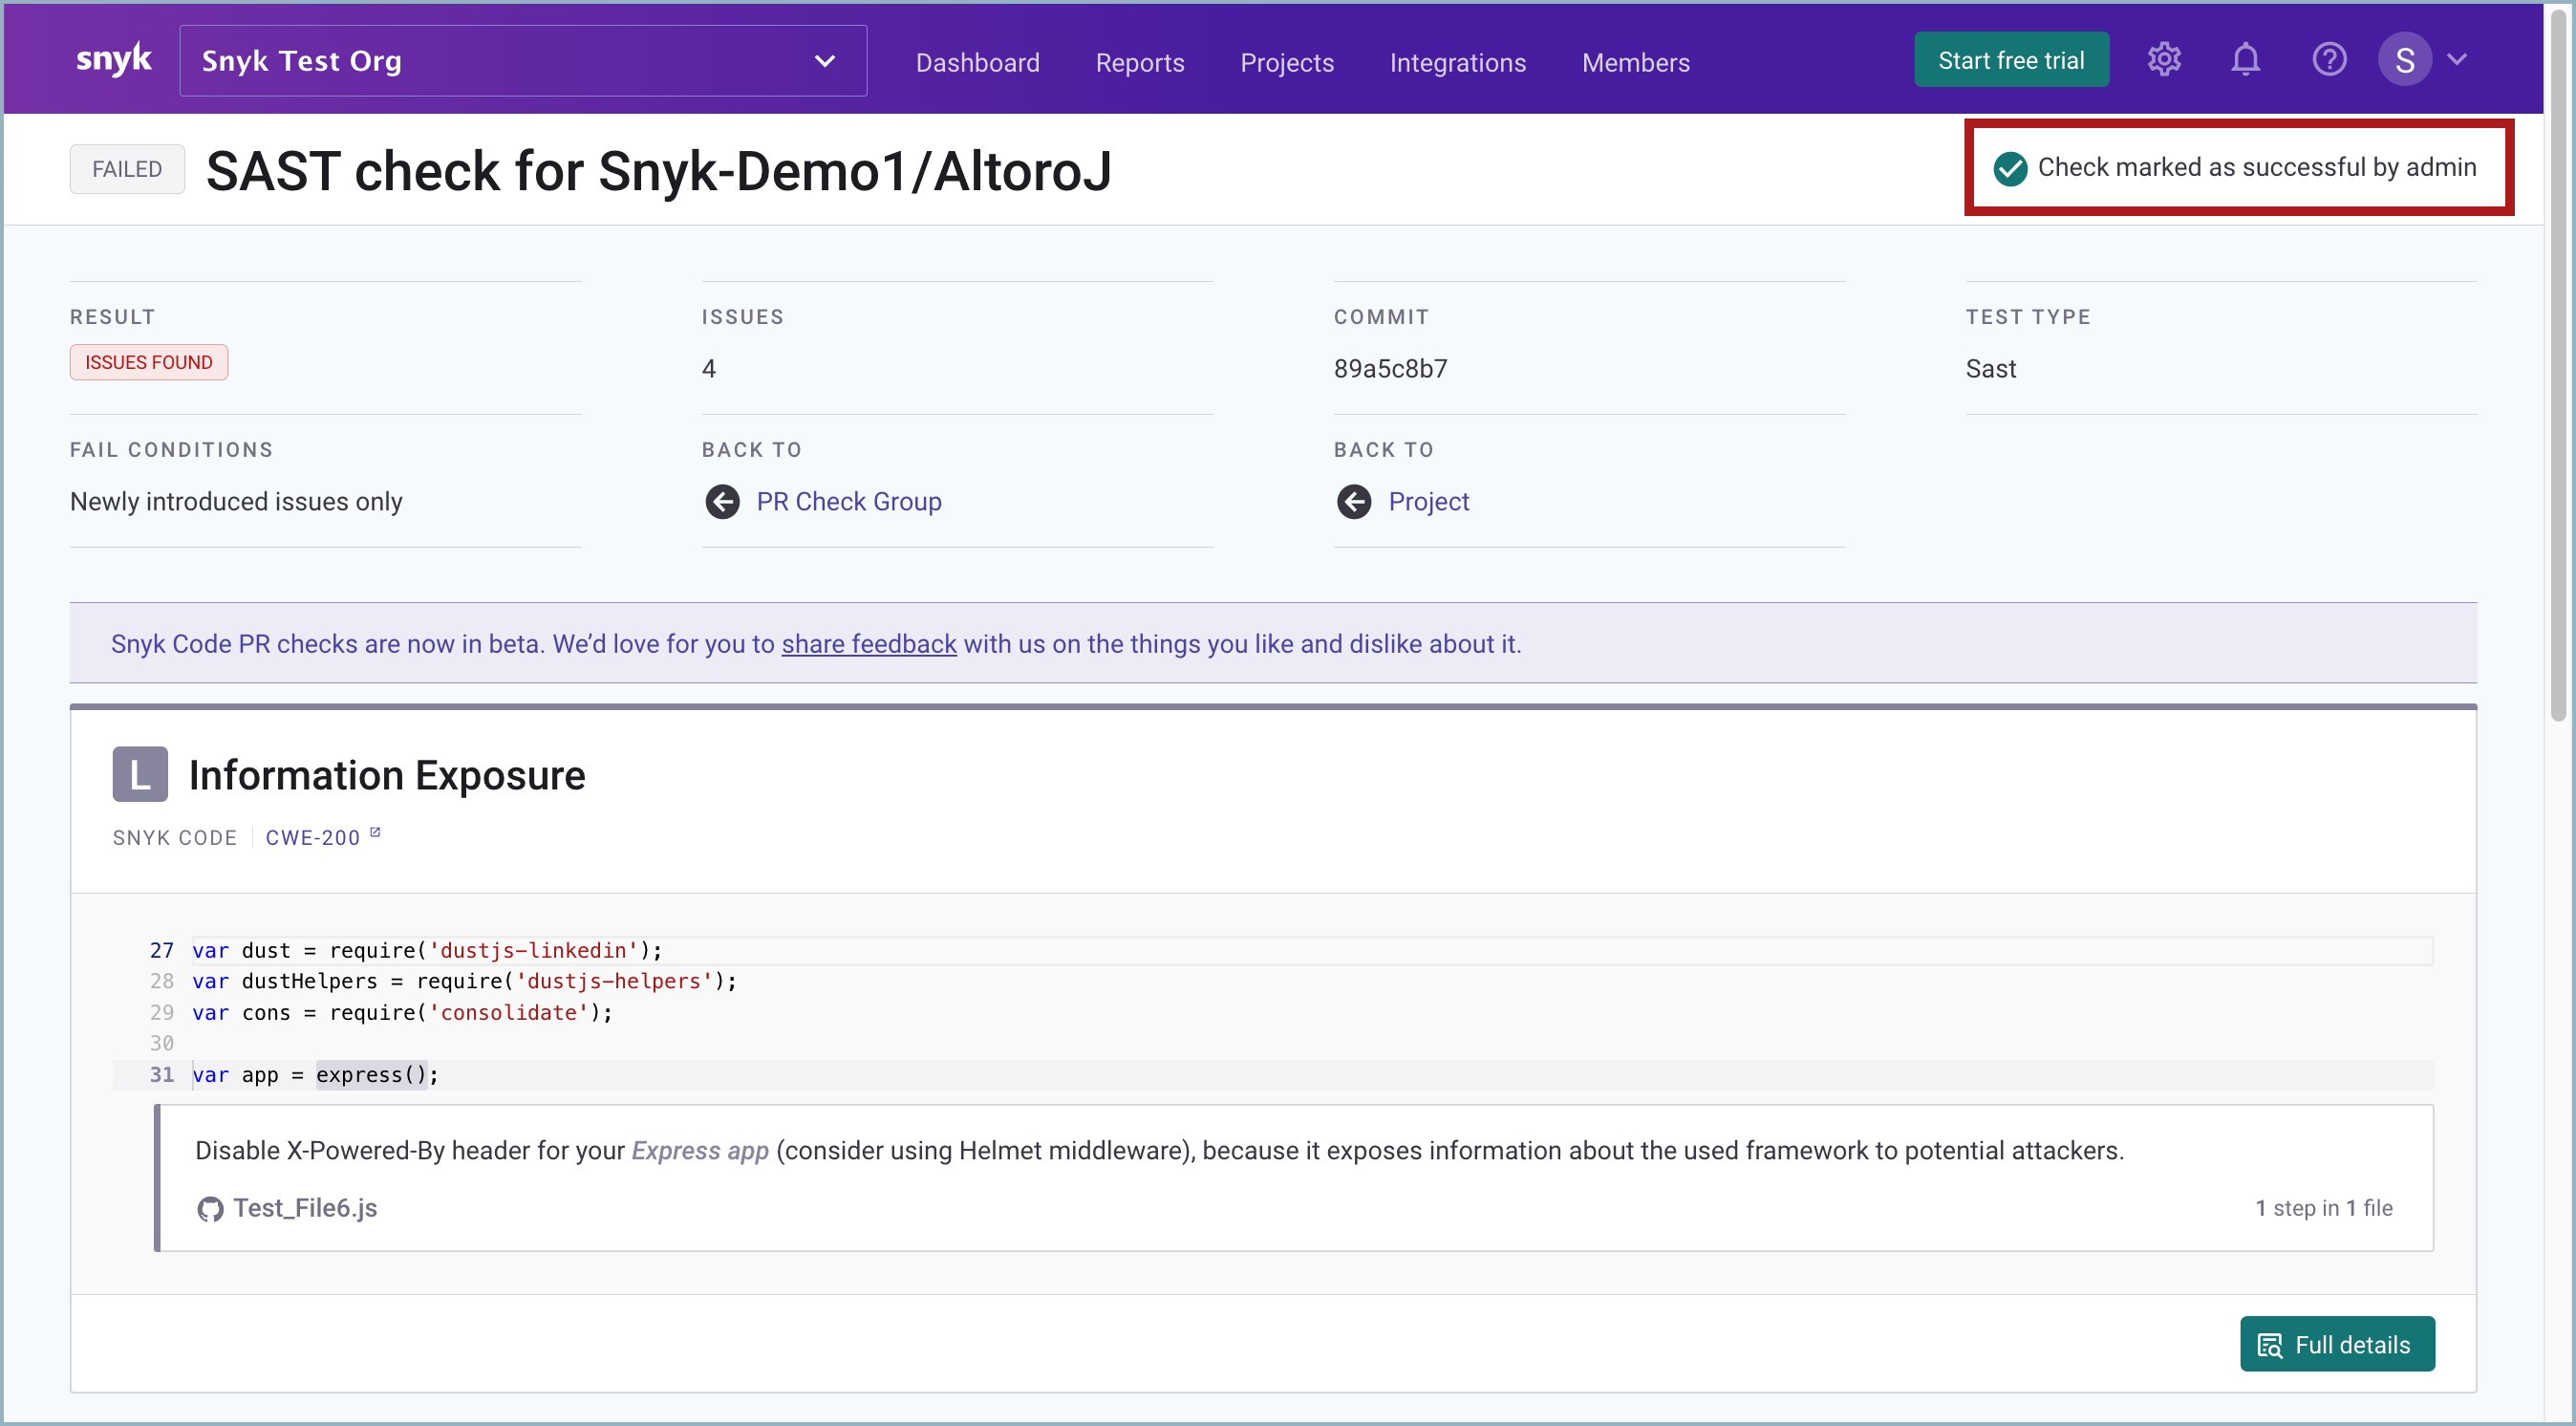 snyk
Snyk Test Org
Dashboard
Reports
Projects
Integrations
Members
Start free trial
S
FAILED
SAST check for Snyk-Demo1/AltoroJ
Check marked as successful by admin
RESULT
ISSUES FOUND
ISSUES
4
COMMIT
89a5c8b7
TEST TYPE
Sast
FAIL CONDITIONS
Newly introduced issues only
BACK TO
PR Check Group
BACK TO
Project
Snyk Code PR checks are now in beta. We’d love for you to share feedback with us on the things you like and dislike about it.
L Information Exposure
SNYK CODE
CWE-200
27 var dust = require('dustjs-linkedin');
28 var dustHelpers = require('dustjs-helpers');
29 var cons = require('consolidate');
30
31 var app = express();
Disable X-Powered-By header for your Express app (consider using Helmet middleware), because it exposes information about the used framework to potential attackers.
Test_File6.js
1 step in 1 file
Full details